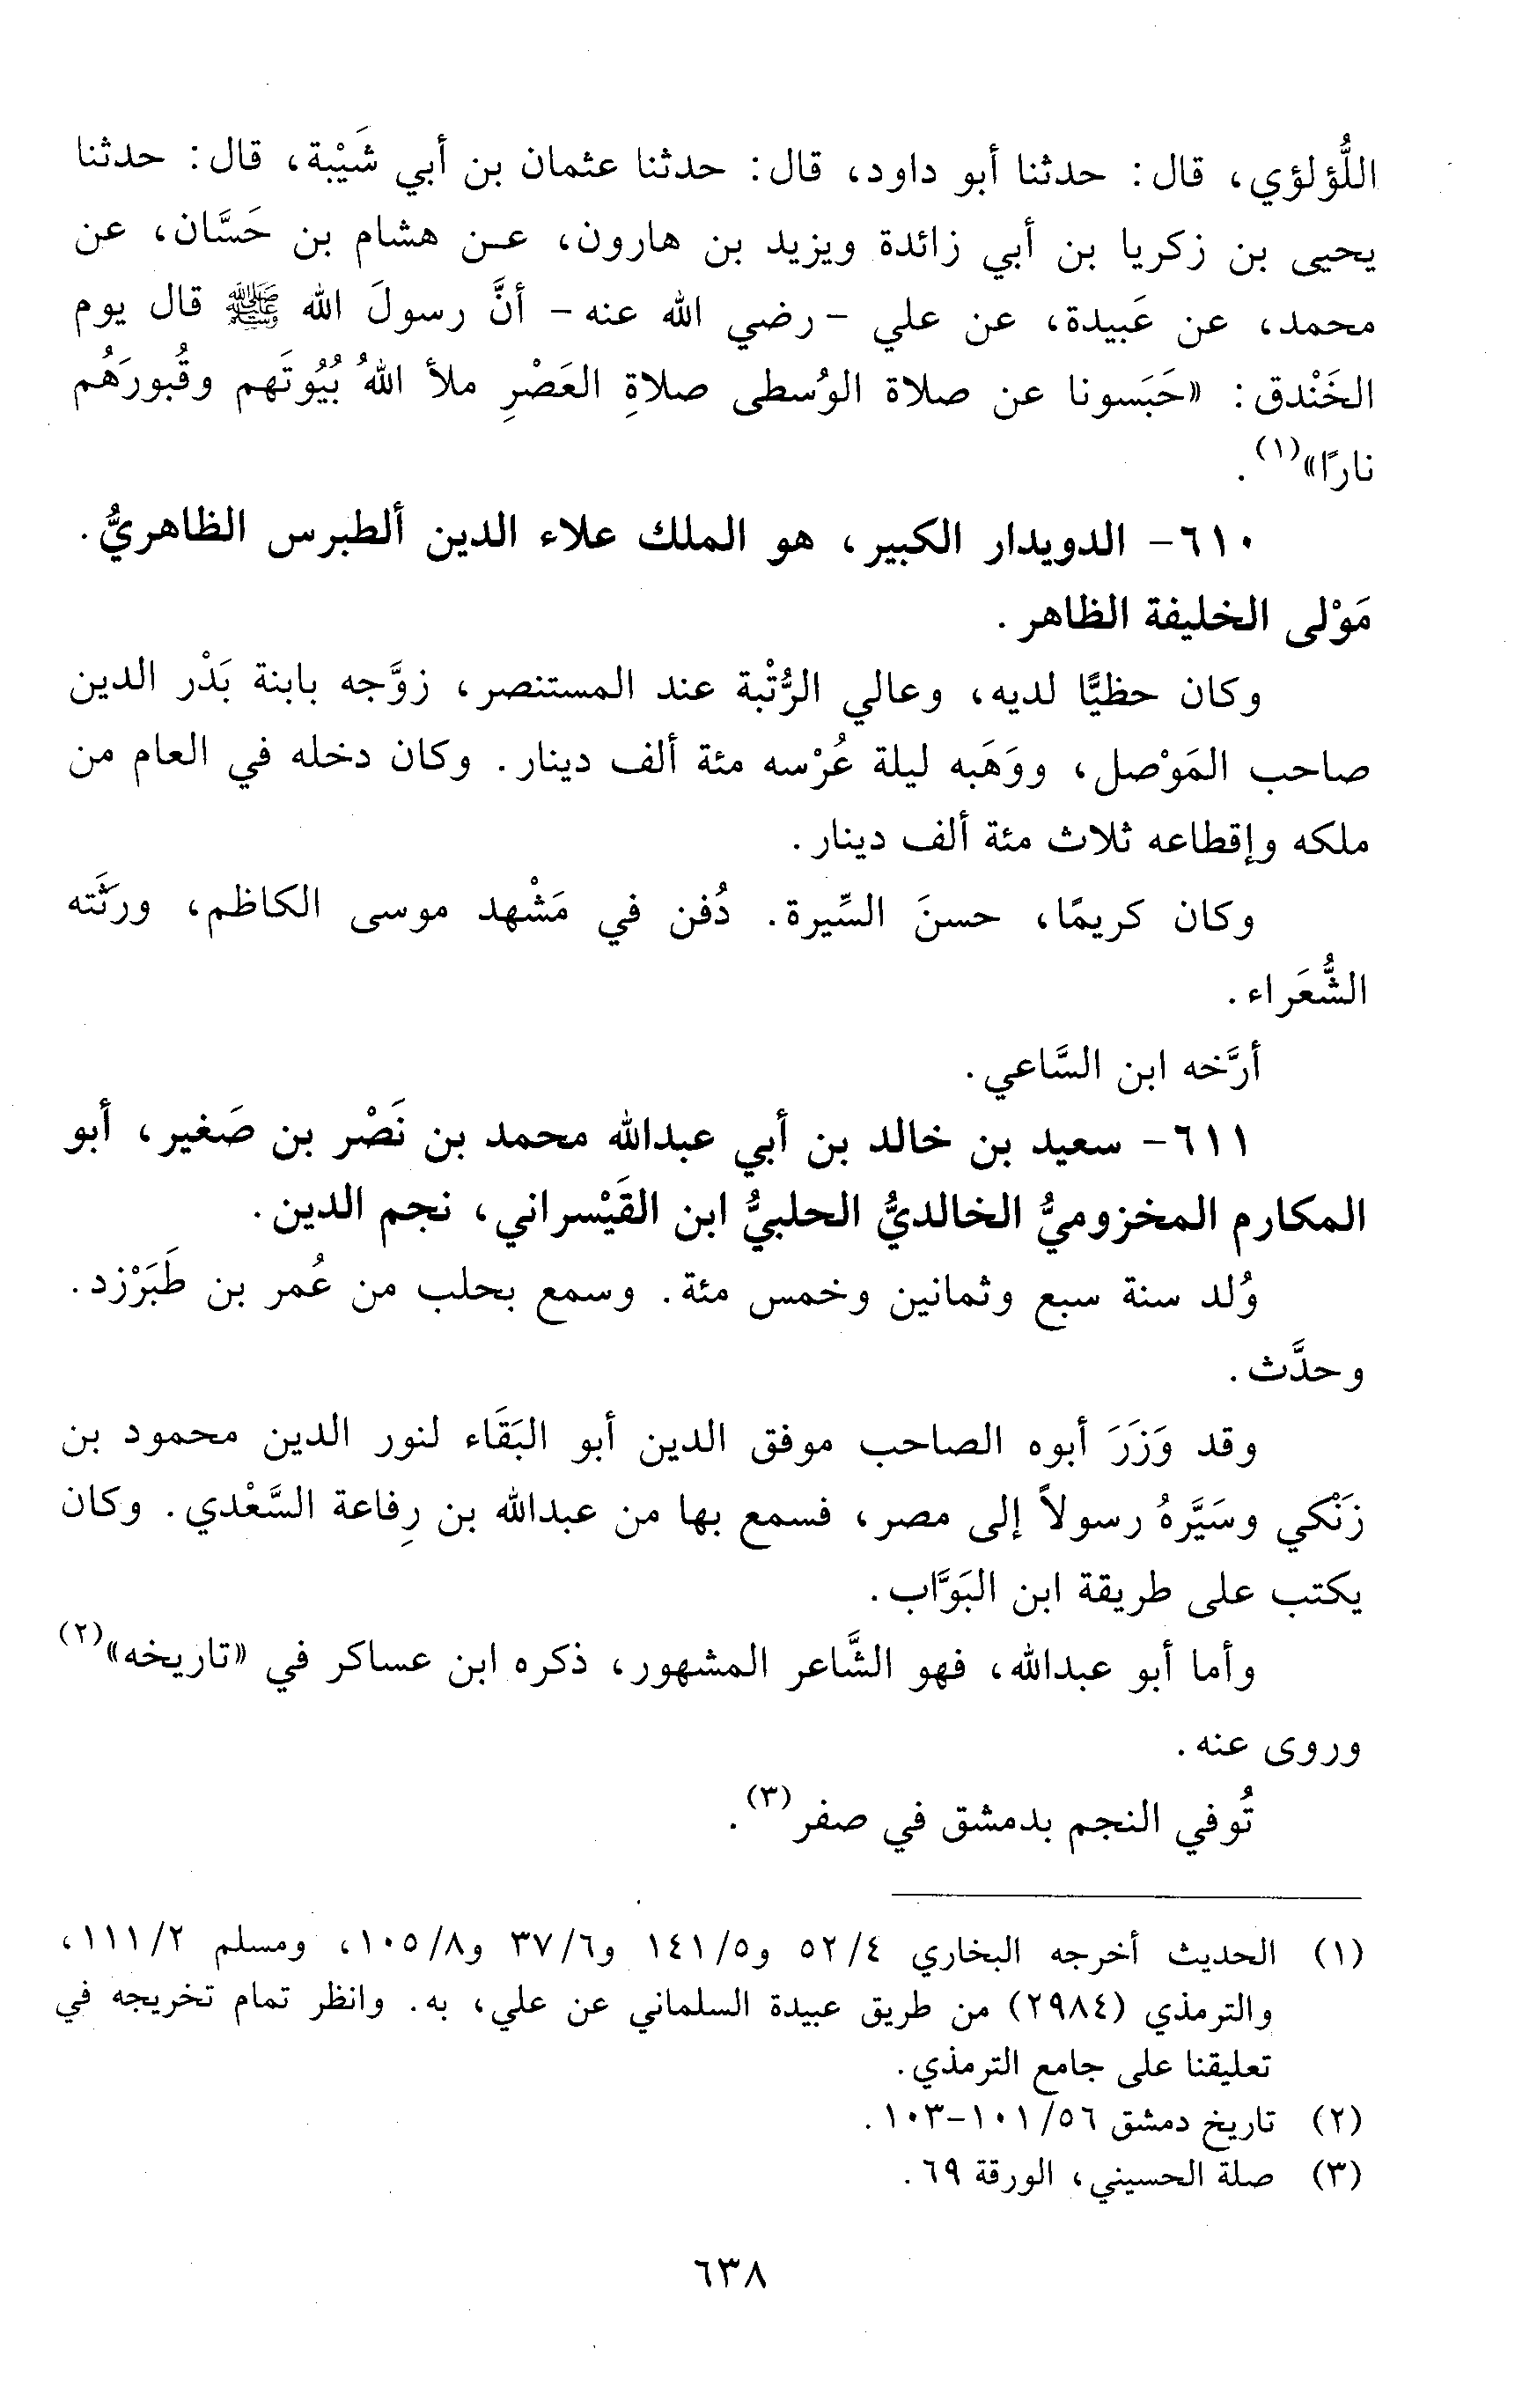 اللُّؤلؤي، قال: حدثنا أبو داود، قال: حدثنا عثمان بن أبي شَيْبة، قال: حدثنا
يحيى بن زكريا بن أبي زائدة ويزيد بن هارون، عن هشام بن حَسَّان، عن
محمد، عن عَبيدة، عن علي -رضي الله عنه- أنَّ رسولَ الله ﷺ قال يوم
الخَنْدق: «حَبَسونا عن صلاة الوُسطى صلاةِ العَصْرِ ملأ اللهُ بُيُوتَهم وقُبورَهُم
نارًا»(١).
٦١٠- الدويدار الكبير، هو الملك علاء الدين ألطبرس الظاهريُّ.
مَوْلى الخليفة الظاهر.
وكان حظيًّا لديه، وعالي الرُّتْبة عند المستنصر، زوَّجه بابنة بَدْر الدين
صاحب المَوْصل، ووَهَبه ليلة عُرْسه مئة ألف دينار. وكان دخله في العام من
ملكه وإقطاعه ثلاث مئة ألف دينار.
وكان كريمًا، حسنَ السِّيرة. دُفن في مَشْهد موسى الكاظم، ورثَته
الشُّعَراء.
أرَّخه ابن السَّاعي.
٦١١- سعيد بن خالد بن أبي عبدالله محمد بن نَصْر بن صَغير، أبو
المكارم المخزوميُّ الخالديُّ الحلبيُّ ابن القَيْسراني، نجم الدين.
وُلد سنة سبع وثمانين وخمس مئة. وسمع بحلب من عُمر بن طَبَرْزد.
وحدَّث.
وقد وَزَرَ أبوه الصاحب موفق الدين أبو البَقَاء لنور الدين محمود بن
زَنْكي وسَيَّرهُ رسولاً إلى مصر، فسمع بها من عبدالله بن رِفاعة السَّعْدي. وكان
يكتب على طريقة ابن البَوَّاب.
وأما أبو عبدالله، فهو الشَّاعر المشهور، ذكره ابن عساكر في «تاريخه»(٢)
وروى عنه.
تُوفي النجم بدمشق في صفر(٣).
(١) الحديث أخرجه البخاري ٤/ ٥٢ و٥/ ١٤١ و٦/ ٣٧ و٨/ ١٠٥، ومسلم ٢/ ١١١،
والترمذي (٢٩٨٤) من طريق عبيدة السلماني عن علي، به. وانظر تمام تخريجه في
تعليقنا على جامع الترمذي.
(٢) تاريخ دمشق ٥٦/ ١٠١-١٠٣.
(٣) صلة الحسيني، الورقة ٦٩.
٦٣٨